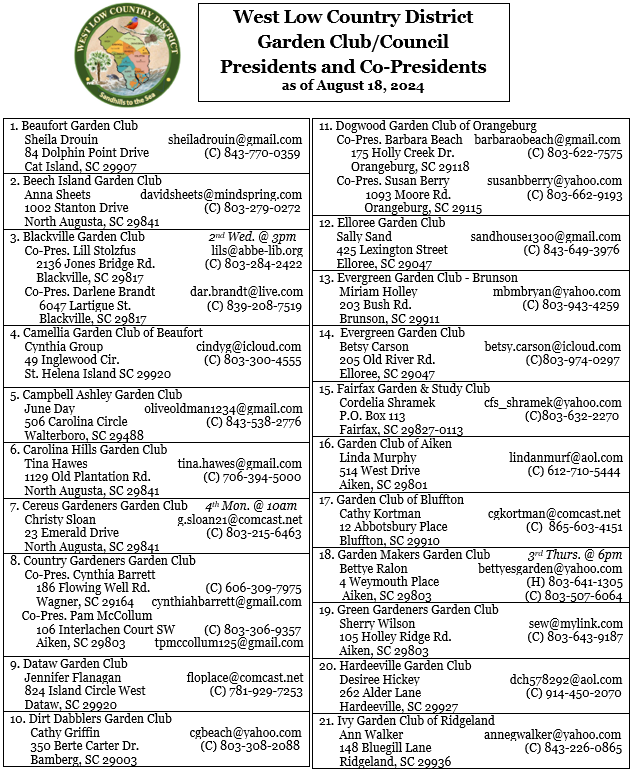 WEST LOW COUNTRY DISTRICT
Sandhills to the Sea
West Low Country District
Garden Club/Council
Presidents and Co-Presidents
as of August 18, 2024
1. Beaufort Garden Club
Sheila Drouin sheiladrouin@gmail.com
84 Dolphin Point Drive (C) 843-770-0359
Cat Island, SC 29907
2. Beech Island Garden Club
Anna Sheets davidsheets@mindspring.com
1002 Stanton Drive (C) 803-279-0272
North Augusta, SC 29841
3. Blackville Garden Club 2nd Wed. @ 3pm
Co-Pres. Lill Stolzfus lils@abbe-lib.org
2136 Jones Bridge Rd. (C) 803-284-2422
Blackville, SC 29817
Co-Pres. Darlene Brandt dar.brandt@live.com
6047 Lartigue St. (C) 839-208-7519
Blackville, SC 29817
4. Camellia Garden Club of Beaufort
Cynthia Group cindyg@icloud.com
49 Inglewood Cir. (C) 803-300-4555
St. Helena Island SC 29920
5. Campbell Ashley Garden Club
June Day oliveoldman1234@gmail.com
506 Carolina Circle (C) 843-538-2776
Walterboro, SC 29488
6. Carolina Hills Garden Club
Tina Hawes tina.hawes@gmail.com
1129 Old Plantation Rd. (C) 706-394-5000
North Augusta, SC 29841
7. Cereus Gardeners Garden Club 4th Mon. @ 10am
Christy Sloan g.sloan21@comcast.net
23 Emerald Drive (C) 803-215-6463
North Augusta, SC 29841
8. Country Gardeners Garden Club
Co-Pres. Cynthia Barrett
186 Flowing Well Rd. (C) 606-309-7975
Wagner, SC 29164 cynthiahbarrett@gmail.com
Co-Pres. Pam McCollum
106 Interlachen Court SW (C) 803-306-9357
Aiken, SC 29803 tpmccollum125@gmail.com
9. Dataw Garden Club
Jennifer Flanagan floplace@comcast.net
824 Island Circle West (C) 781-929-7253
Dataw, SC 29920
10. Dirt Dabblers Garden Club
Cathy Griffin cgbeach@yahoo.com
350 Berte Carter Dr. (C) 803-308-2088
Bamberg, SC 29003
11. Dogwood Garden Club of Orangeburg
Co-Pres. Barbara Beach barbaraobeach@gmail.com
175 Holly Creek Dr. (C) 803-622-7575
Orangeburg, SC 29118
Co-Pres. Susan Berry susanbberry@yahoo.com
1093 Moore Rd. (C) 803-662-9193
Orangeburg, SC 29115
12. Elloree Garden Club
Sally Sand sandhouse1300@gmail.com
425 Lexington Street (C) 843-649-3976
Elloree, SC 29047
13. Evergreen Garden Club - Brunson
Miriam Holley mbmbryan@yahoo.com
203 Bush Rd. (C) 803-943-4259
Brunson, SC 29911
14. Evergreen Garden Club
Betsy Carson betsy.carson@icloud.com
205 Old River Rd. (C)803-974-0297
Elloree, SC 29047
15. Fairfax Garden & Study Club
Cordelia Shramek cfs_shramek@yahoo.com
P.O. Box 113 (C)803-632-2270
Fairfax, SC 29827-0113
16. Garden Club of Aiken
Linda Murphy lindanmurf@aol.com
514 West Drive (C) 612-710-5444
Aiken, SC 29801
17. Garden Club of Bluffton
Cathy Kortman cgkortman@comcast.net
12 Abbotsbury Place (C) 865-603-4151
Bluffton, SC 29910
18. Garden Makers Garden Club 3rd Thurs. @ 6pm
Bettye Ralon bettyesgarden@yahoo.com
4 Weymouth Place (H) 803-641-1305
Aiken, SC 29803 (C) 803-507-6064
19. Green Gardeners Garden Club
Sherry Wilson sew@mylink.com
105 Holley Ridge Rd. (C) 803-643-9187
Aiken, SC 29803
20. Hardeeville Garden Club
Desiree Hickey dch578292@aol.com
262 Alder Lane (C) 914-450-2070
Hardeeville, SC 29927
21. Ivy Garden Club of Ridgeland
Ann Walker annegwalker@yahoo.com
148 Bluegill Lane (C) 843-226-0865
Ridgeland, SC 29936